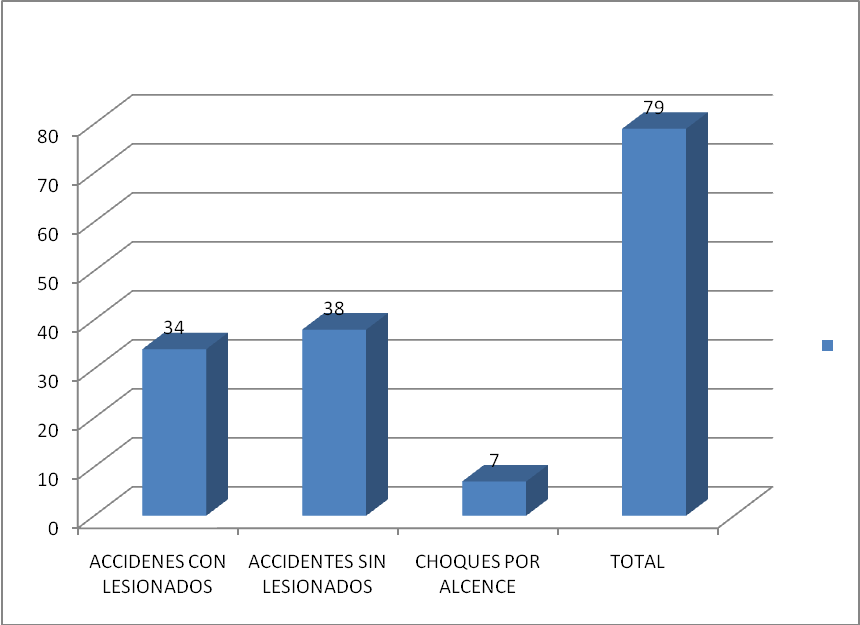 80
70
60
50
40
30
20
10
0
34
38
7
79
ACCIDENES CON
LESIONADOS
ACCIDENTES SIN
LESIONADOS
CHOQUES POR
ALCENCE
TOTAL